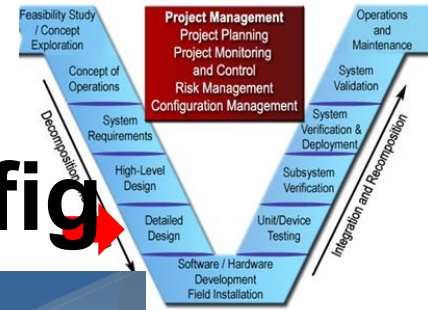 Feasibility Study
/ Concept
Exploration
Concept of
Operations
System
Requirements
High-Level
Design
Detailed
Design
Software / Hardware
Development
Field Installation
Decomposition
Project Management
Project Planning
Project Monitoring
and Control
Risk Management
Configuration Management
Operations
and
Maintenance
System
Validation
System
Verification &
Deployment
Subsystem
Verification
Unit/Device
Testing
Integration and Recomposition
fig